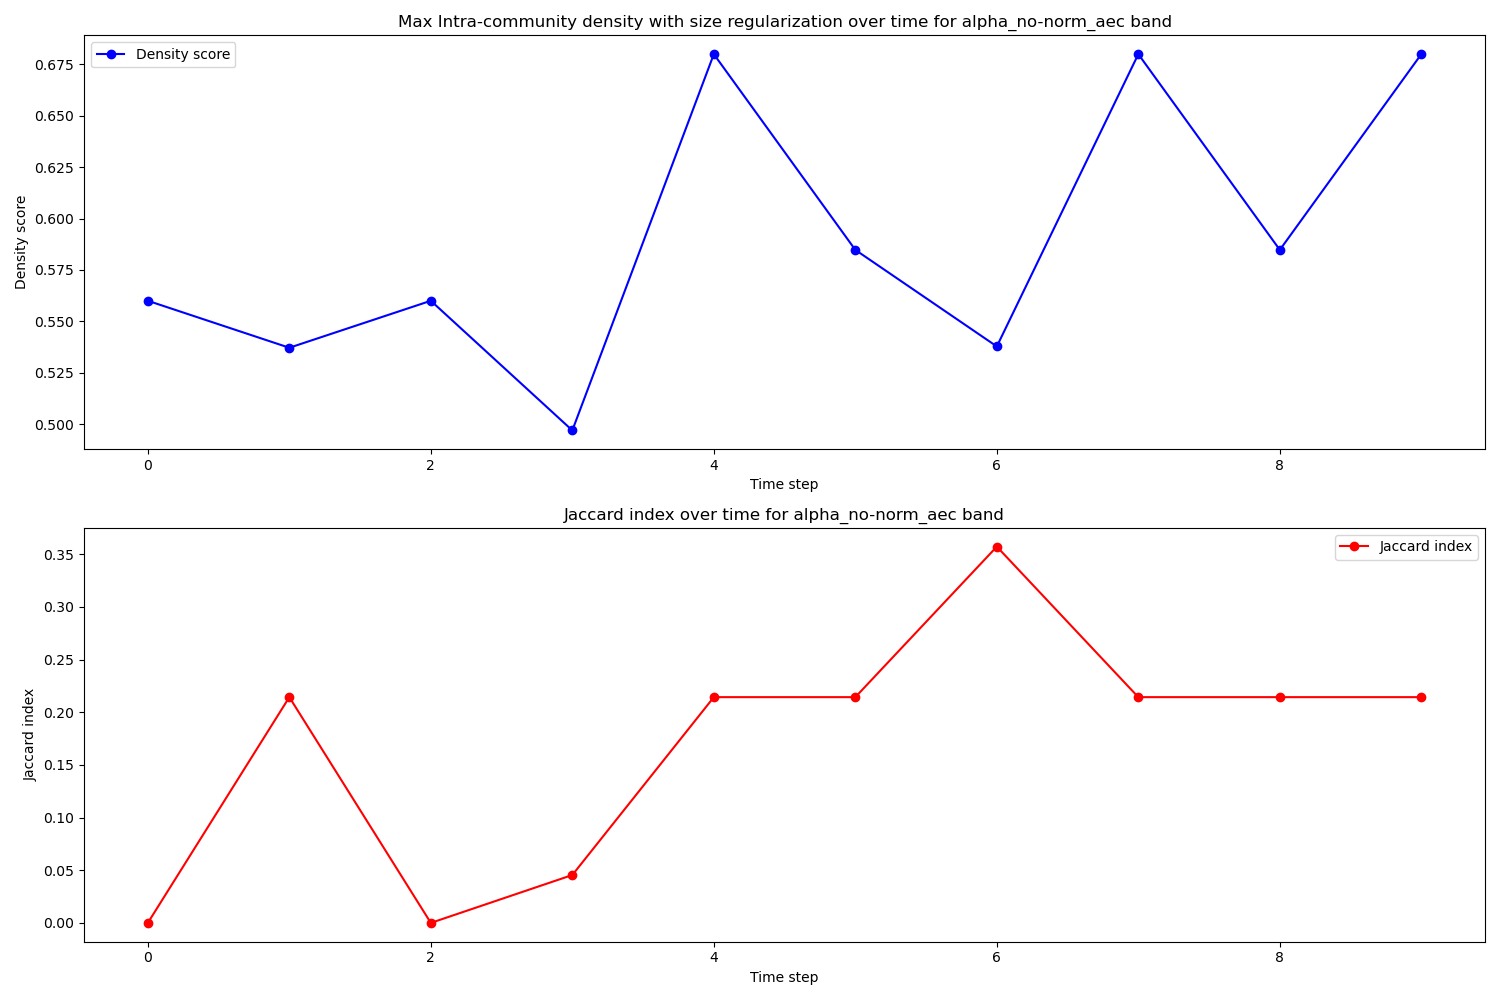 Max Intra-community density with size regularization over time for alpha_no-norm_aec band
Density score
0.675
0.650
0.625
0.600
0.575
0.550
0.525
0.500
Density score
0 2 4 6 8
Time step
Jaccard index over time for alpha_no-norm_aec band
Jaccard index
0.35
0.30
0.25
0.20
0.15
0.10
0.05
0.00
Jaccard index
0 2 4 6 8
Time step